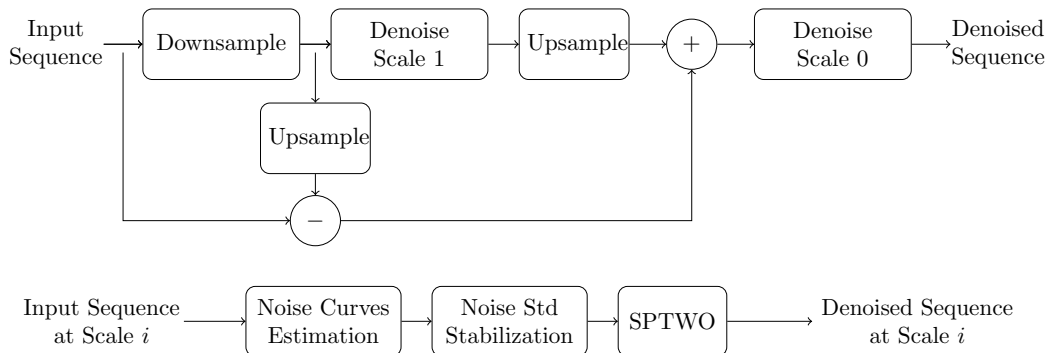 Input
Sequence
Downsample
Denoise
Scale 1
Upsample
+
Denoise
Scale 0
Denoised
Sequence
Upsample
−
Input Sequence
at Scale i
Noise Curves
Estimation
Noise Std
Stabilization
SPTWO
Denoised Sequence
at Scale i